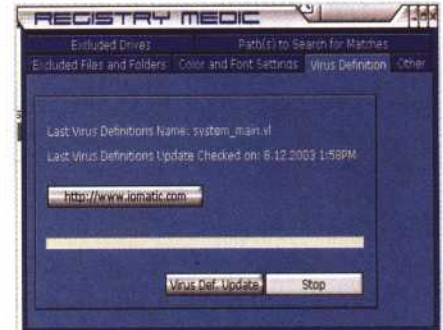 REGISTRY MEDIC
Excluded Drives Path(s) to Search for Matches
Excluded Files and Folders Color and Font Settings Virus Definition Other
Last Virus Definitions Name: system_main.vl
Last Virus Definitions Update Checked on: 8.12.2003 1:58PM
http://www.iomatic.com
Virus Def. Update Stop